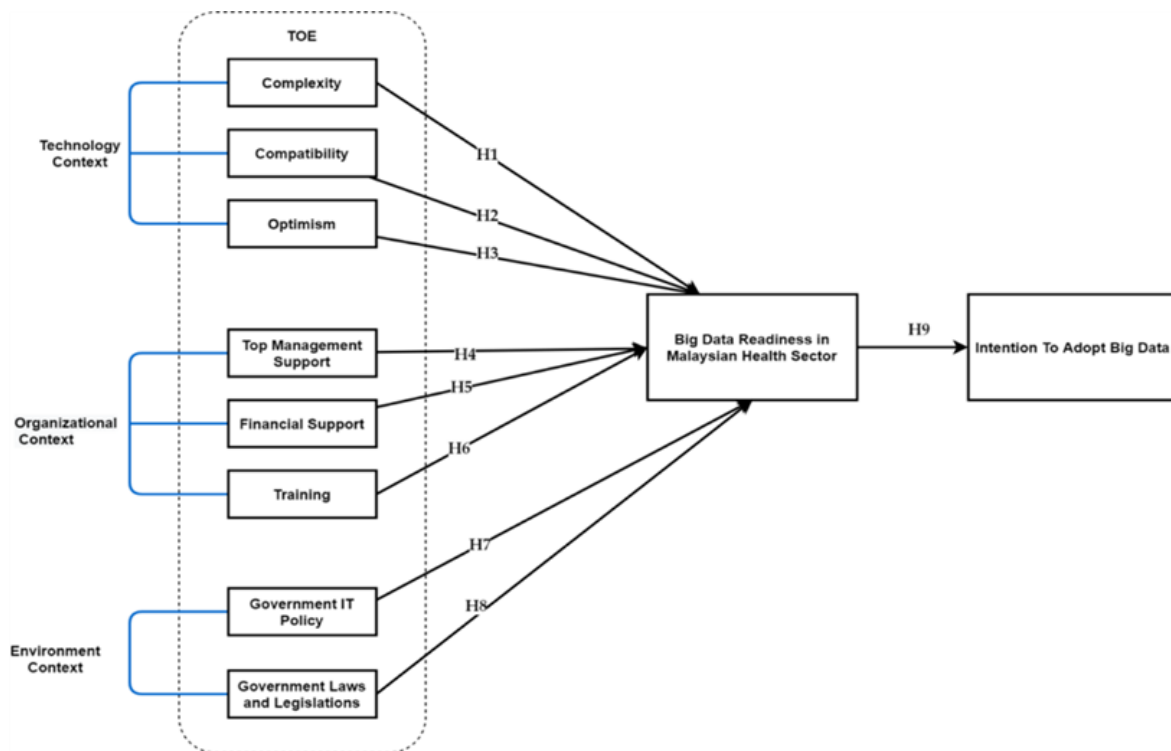 TOE
Complexity
Technology
Context
Compatibility
Optimism
H1
H2
H3
Top Management
Support
Organizational
Context
Financial Support
Training
H4
H5
H6
Big Data Readiness in
Malaysian Health Sector
H9
Intention To Adopt Big Data
Government IT
Policy
Environment
Context
Government Laws
and Legislations
H7
H8